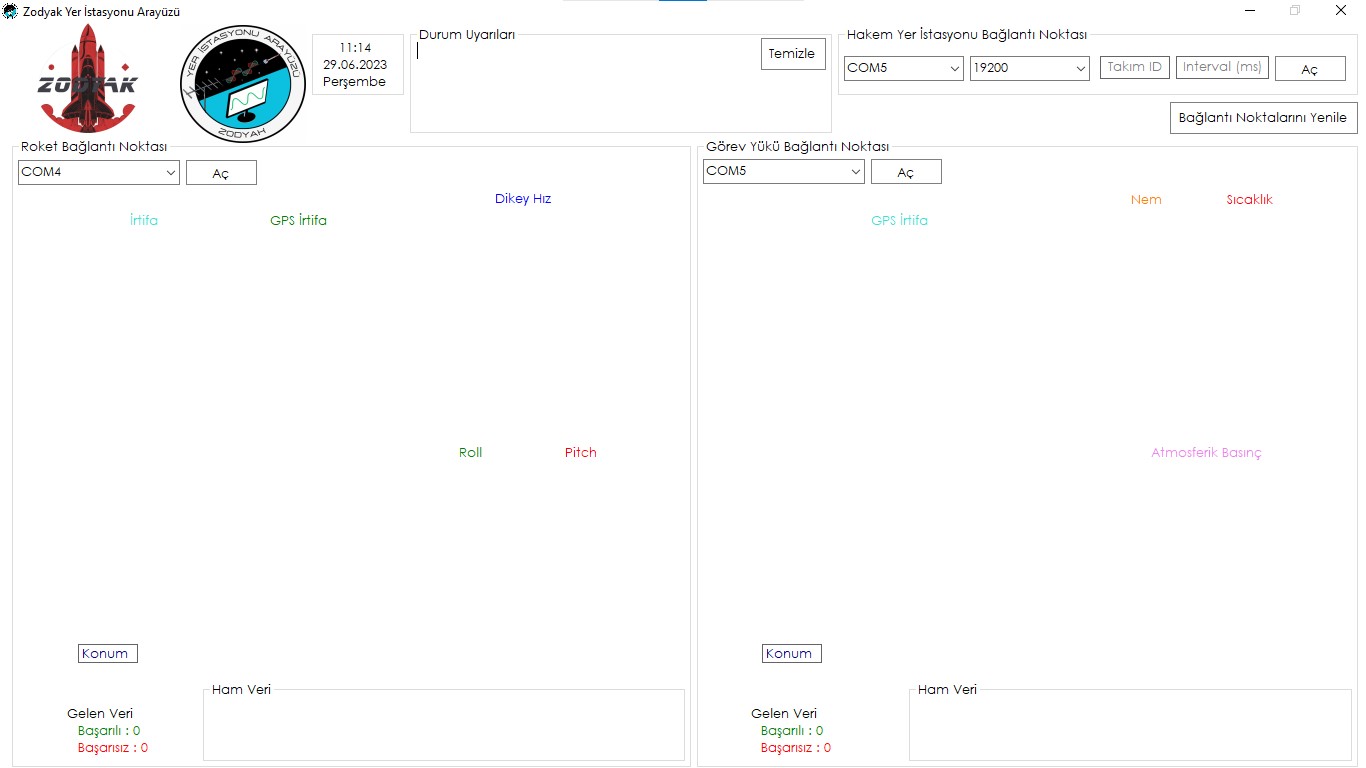 Zodyak Yer İstasyonu Arayüzü
ZODYAK
YER İSTASYONU ARAYÜZÜ
ZODYAK
11:14
29.06.2023
Perşembe
Durum Uyarıları
Temizle
Hakem Yer İstasyonu Bağlantı Noktası
COM5
19200
Takım ID
Interval (ms)
Aç
Bağlantı Noktalarını Yenile
Roket Bağlantı Noktası
COM4
Aç
Dikey Hız
İrtifa
GPS İrtifa
Roll
Pitch
Konum
Gelen Veri
Başarılı : 0
Başarısız : 0
Ham Veri
Görev Yükü Bağlantı Noktası
COM5
Aç
Nem
Sıcaklık
GPS İrtifa
Atmosferik Basınç
Konum
Gelen Veri
Başarılı : 0
Başarısız : 0
Ham Veri